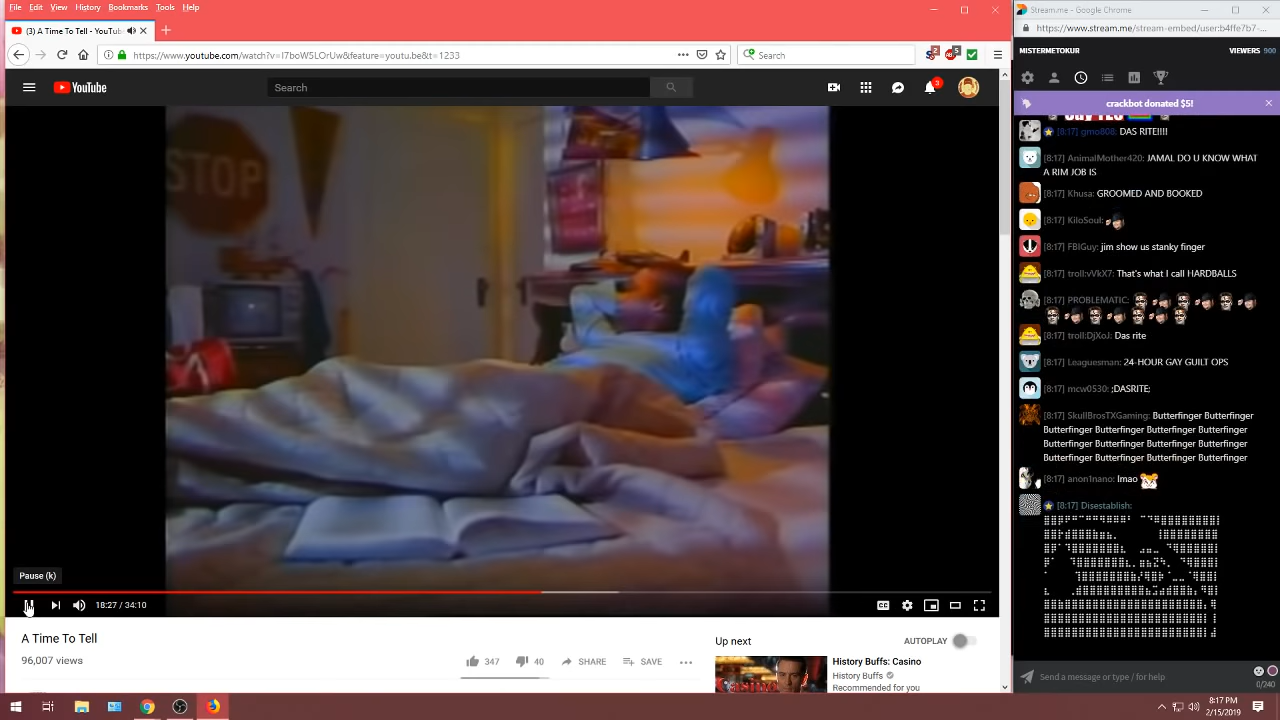 File Edit View History Bookmarks Tools Help
(3) A Time To Tell - YouTub
https://www.youtube.com/watch?v=I7boW5LOrUw&feature=youtu.be&t=1233
Search
2
5
YouTube
Search
3
Pause (k)
18:27 / 34:10
A Time To Tell
96,007 views
347
40
SHARE
SAVE
Up next
AUTOPLAY
History Buffs: Casino
History Buffs
Recommended for you
Stream.me - Google Chrome
https://www.stream.me/stream-embed/user:b4ffe7b7-...
MISTERMETOKUR
VIEWERS 900
crackbot donated $5!
[8:17] gmo808: DAS RITE!!!!
[8:17] AnimalMother420: JAMAL DO U KNOW WHAT
A RIM JOB IS
[8:17] Khusa: GROOMED AND BOOKED
[8:17] KiloSoul:
[8:17] FBIGuy: jim show us stanky finger
[8:17] troll:vVkX7: That's what I call HARDBALLS
[8:17] PROBLEMATIC:
[8:17] troll:DjXoJ: Das rite
[8:17] Leaguesman: 24-HOUR GAY GUILT OPS
[8:17] mcw0530: ;DASRITE;
[8:17] SkullBrosTXGaming: Butterfinger Butterfinger
Butterfinger Butterfinger Butterfinger Butterfinger
Butterfinger Butterfinger Butterfinger Butterfinger
Butterfinger Butterfinger Butterfinger Butterfinger
[8:17] anon1nano: lmao
[8:17] Disestablish:
Send a message or type / for help
0/240
8:17 PM
2/15/2019